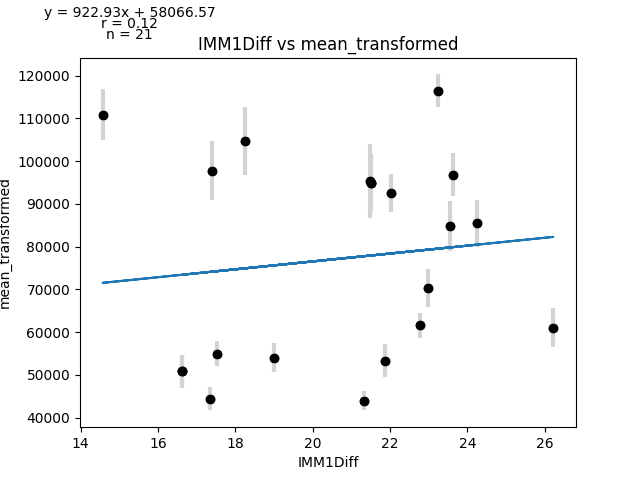 y = 922.93x + 58066.57
r = 0.12
n = 21
IMM1Diff vs mean_transformed
120000
110000
100000
90000
80000
70000
60000
50000
40000
mean_transformed
14
16
18
20
22
24
26
IMM1Diff